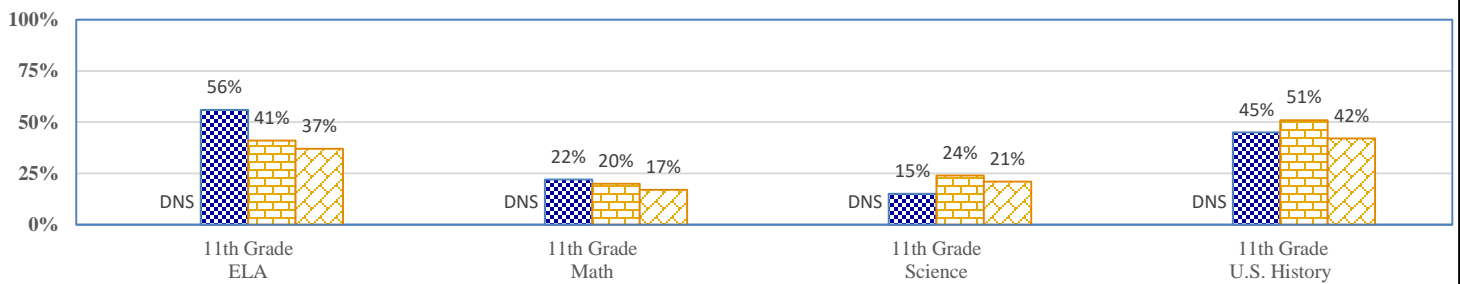 100%
75%
50%
25%
0%
DNS
56%
41%
37%
DNS
22%
20%
17%
DNS
15%
24%
21%
DNS
45%
51%
42%
11th Grade
ELA
11th Grade
Math
11th Grade
Science
11th Grade
U.S. History